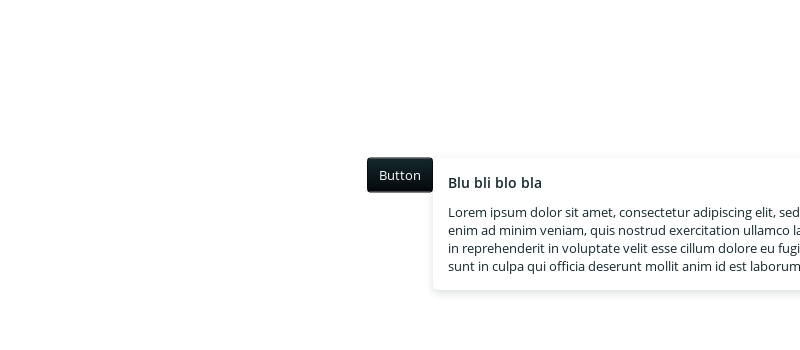 Button
Blu bli blo bla
Lorem ipsum dolor sit amet, consectetur adipiscing elit, sed
enim ad minim veniam, quis nostrud exercitation ullamco la
in reprehenderit in voluptate velit esse cillum dolore eu fugi
sunt in culpa qui officia deserunt mollit anim id est laborum